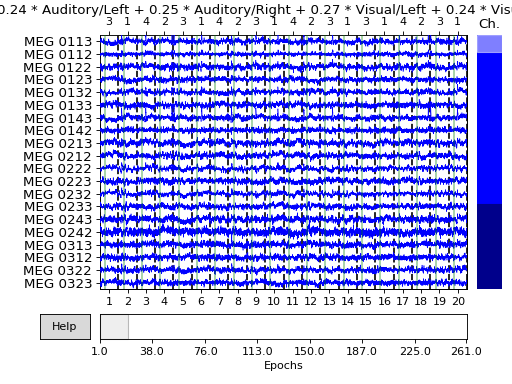 0.24 * Auditory/Left + 0.25 * Auditory/Right + 0.27 * Visual/Left + 0.24 *
3 1 4 2 3 1 4 2 3 1 4 2 3 1 3 1 4 2 3 1
Ch.
MEG 0113
MEG 0112
MEG 0122
MEG 0123
MEG 0132
MEG 0133
MEG 0143
MEG 0142
MEG 0213
MEG 0212
MEG 0222
MEG 0223
MEG 0232
MEG 0233
MEG 0243
MEG 0242
MEG 0313
MEG 0312
MEG 0322
MEG 0323
1 2 3 4 5 6 7 8 9 10 11 12 13 14 15 16 17 18 19 20
Help
1.0 38.0 76.0 113.0 150.0 187.0 225.0 261.0
Epochs